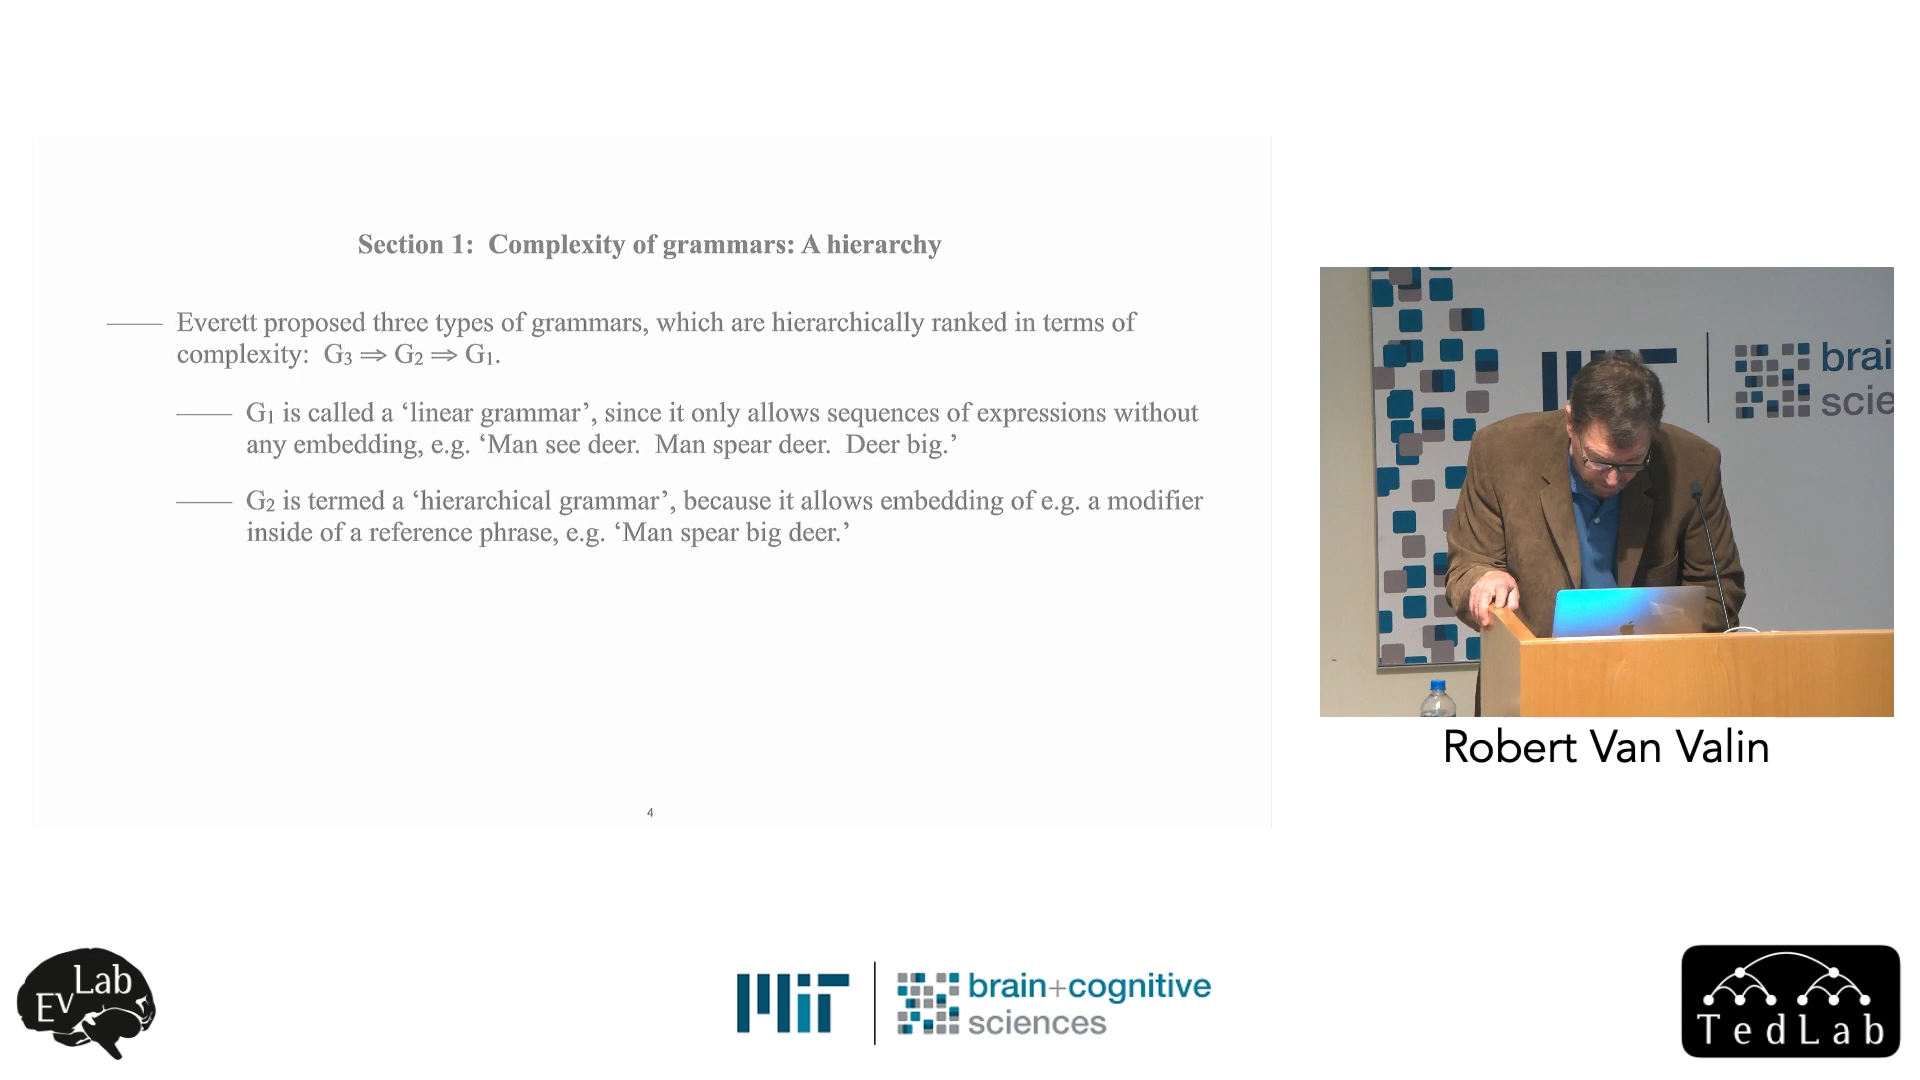 Section 1: Complexity of grammars: A hierarchy
Everett proposed three types of grammars, which are hierarchically ranked in terms of
complexity: G₃ ⇒ G₂ ⇒ G₁.
G₁ is called a ‘linear grammar’, since it only allows sequences of expressions without
any embedding, e.g. ‘Man see deer. Man spear deer. Deer big.’
G₂ is termed a ‘hierarchical grammar’, because it allows embedding of e.g. a modifier
inside of a reference phrase, e.g. ‘Man spear big deer.’
4
brai
scie
Robert Van Valin
EvLab
MIT
brain+cognitive
sciences
TedLab